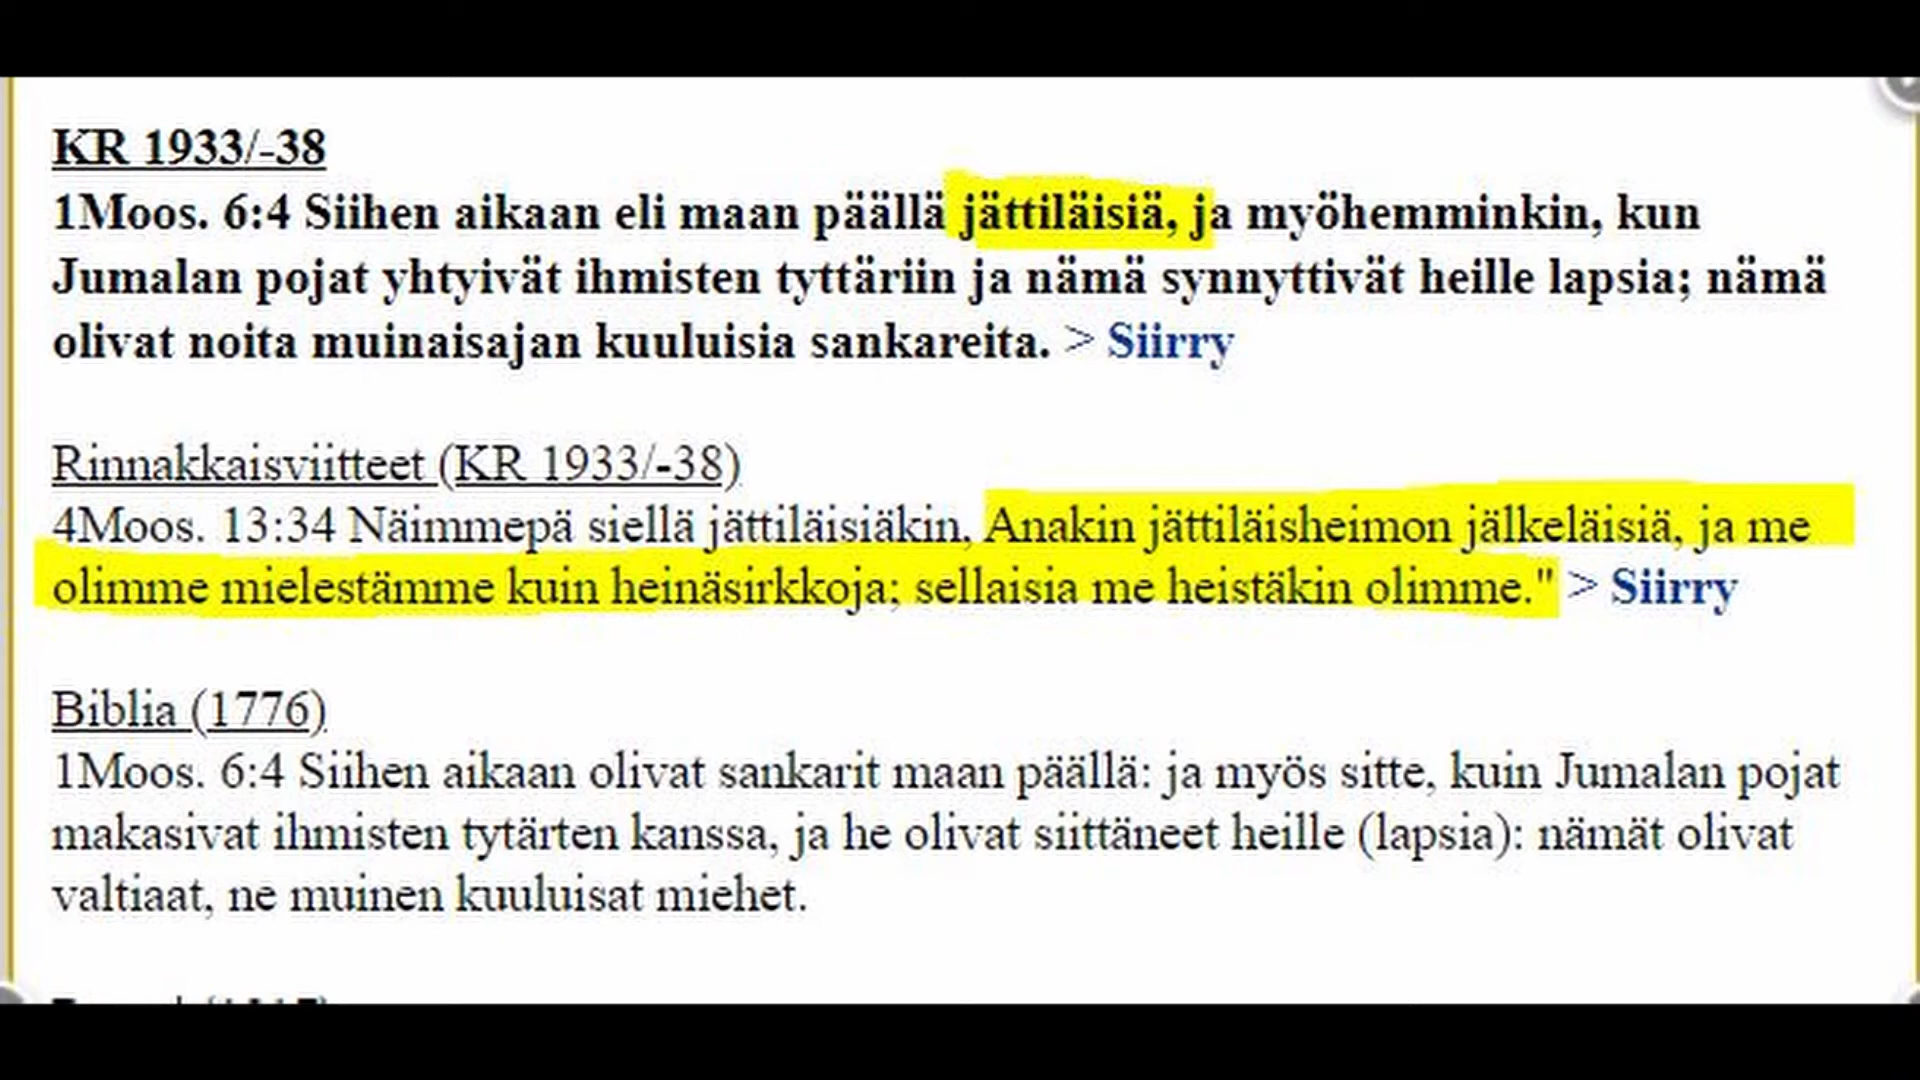 KR 1933/-38
1Moos. 6:4 Siihen aikaan eli maan päällä jättiläisiä, ja myöhemminkin, kun
Jumalan pojat yhtyivät ihmisten tyttäriin ja nämä synnyttivät heille lapsia; nämä
olivat noita muinaisajan kuuluisia sankareita. > Siirry
Rinnakkaisviitteet (KR 1933/-38)
4Moos. 13:34 Näimmepä siellä jättiläisiäkin, Anakin jättiläisheimon jälkeläisiä, ja me
olimme mielestämme kuin heinäsirkkoja; sellaisia me heistäkin olimme." > Siirry
Biblia (1776)
1Moos. 6:4 Siihen aikaan olivat sankarit maan päällä: ja myös sitte, kuin Jumalan pojat
makasivat ihmisten tytärten kanssa, ja he olivat siittäneet heille (lapsia): nämät olivat
valtiaat, ne muinen kuuluisat miehet.